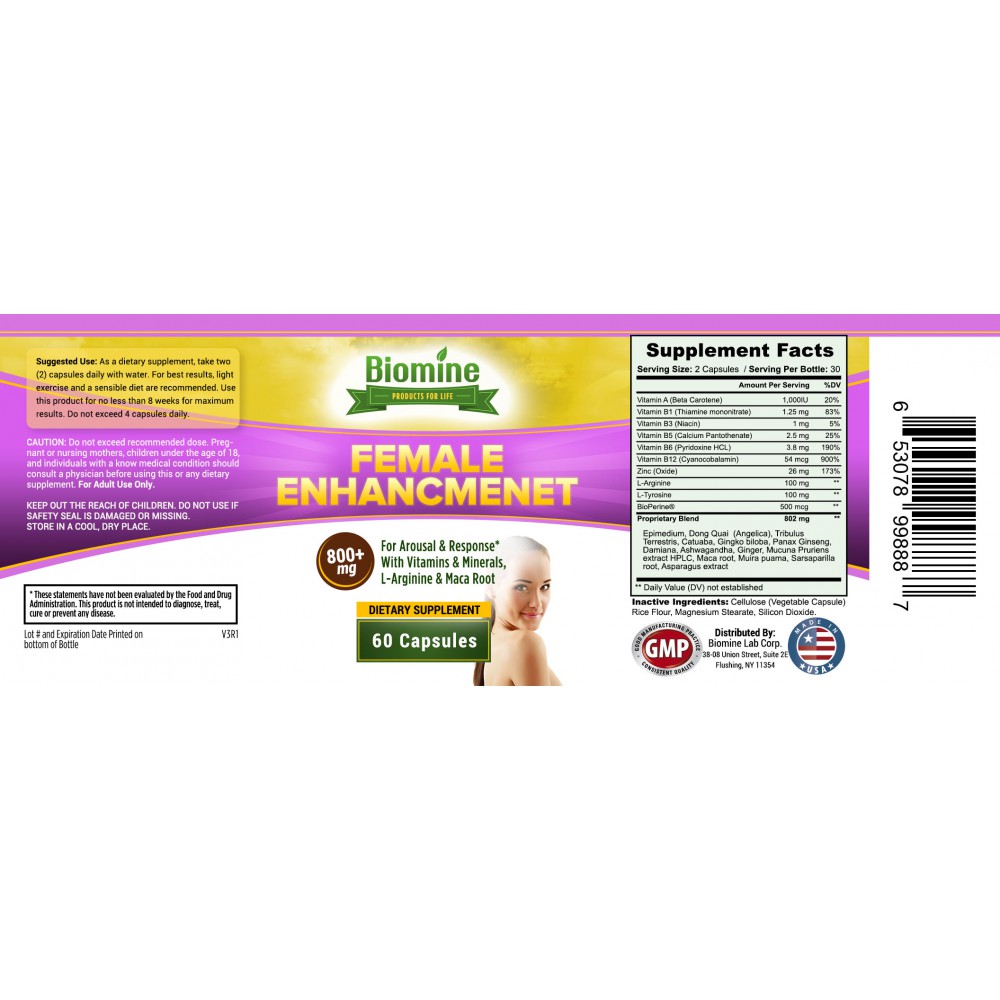 Suggested Use: As a dietary supplement, take two
(2) capsules daily with water. For best results, light
exercise and a sensible diet are recommended. Use
this product for no less than 8 weeks for maximum
results. Do not exceed 4 capsules daily.
CAUTION: Do not exceed recommended dose. Preg-
nant or nursing mothers, children under the age of 18,
and individuals with a know medical condition should
consult a physician before using this or any dietary
supplement. For Adult Use Only.
KEEP OUT THE REACH OF CHILDREN. DO NOT USE IF
SAFETY SEAL IS DAMAGED OR MISSING.
STORE IN A COOL, DRY PLACE.
* These statements have not been evaluated by the Food and Drug
Administration. This product is not intended to diagnose, treat,
cure or prevent any disease.
Lot # and Expiration Date Printed on
bottom of Bottle
V3R1
Biomine
PRODUCTS FOR LIFE
FEMALE
ENHANCMENET
800+
mg
For Arousal & Response*
With Vitamins & Minerals,
L-Arginine & Maca Root
DIETARY SUPPLEMENT
60 Capsules
Supplement Facts
Serving Size: 2 Capsules / Serving Per Bottle: 30
Amount Per Serving %DV
Vitamin A (Beta Carotene) 1,000IU 20%
Vitamin B1 (Thiamine mononitrate) 1.25 mg 83%
Vitamin B3 (Niacin) 1 mg 5%
Vitamin B5 (Calcium Pantothenate) 2.5 mg 25%
Vitamin B6 (Pyridoxine HCL) 3.8 mg 190%
Vitamin B12 (Cyanocobalamin) 54 mcg 900%
Zinc (Oxide) 26 mg 173%
L-Arginine 100 mg **
L-Tyrosine 100 mg **
BioPerine® 500 mcg **
Proprietary Blend 802 mg **
Epimedium, Dong Quai (Angelica), Tribulus
Terrestris, Catuaba, Gingko biloba, Panax Ginseng,
Damiana, Ashwagandha, Ginger, Mucuna Pruriens
extract HPLC, Maca root, Muira puama, Sarsaparilla
root, Asparagus extract
** Daily Value (DV) not established
Inactive Ingredients: Cellulose (Vegetable Capsule)
Rice Flour, Magnesium Stearate, Silicon Dioxide.
GOOD MANUFACTURING PRACTICE
GMP
CONSISTENT QUALITY
Distributed By:
Biomine Lab Corp.
38-08 Union Street, Suite 2E
Flushing, NY 11354
MADE IN
USA
6 53078 99888 7